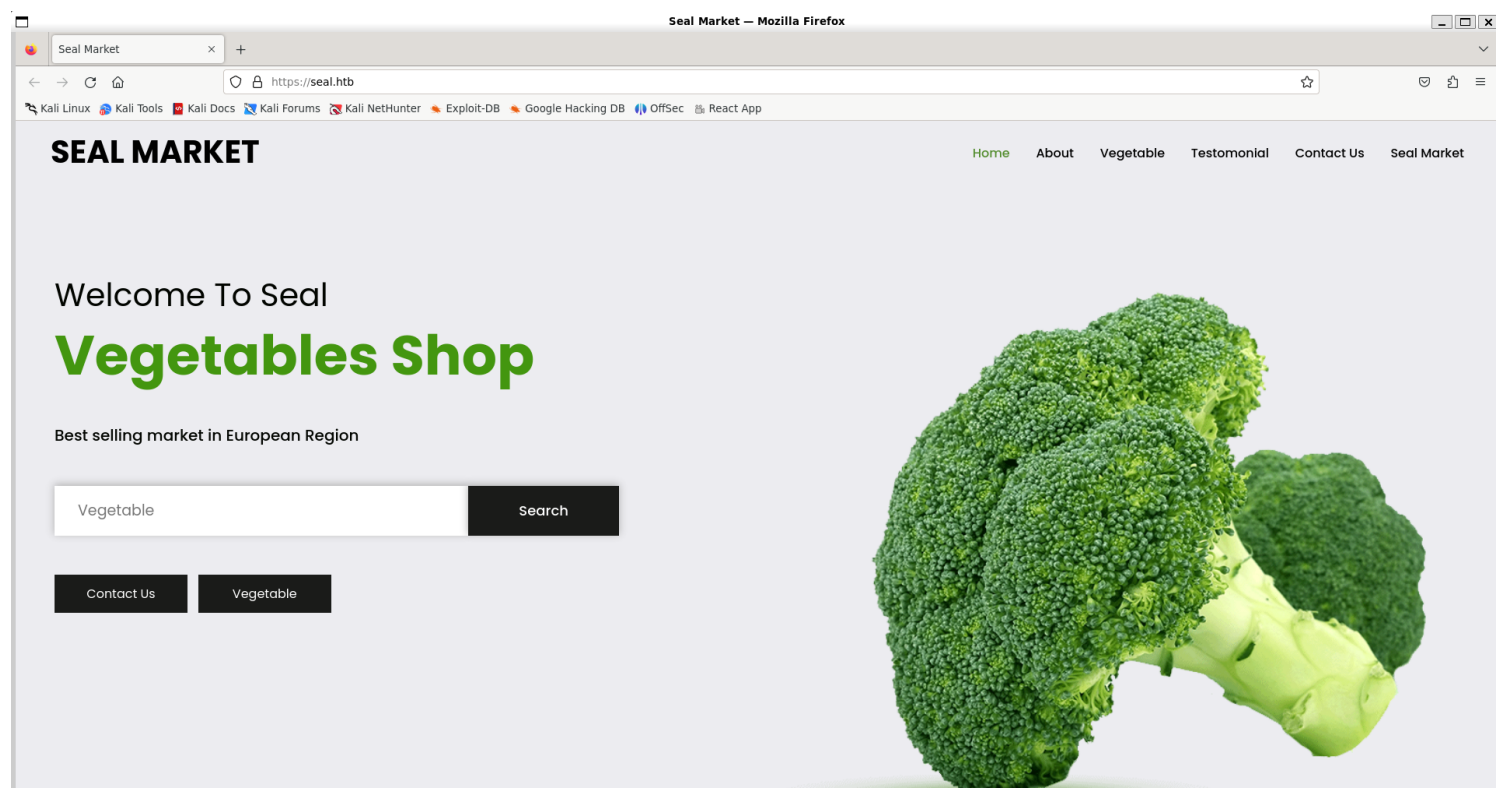 Seal Market — Mozilla Firefox
Seal Market
https://seal.htb
Kali Linux Kali Tools Kali Docs Kali Forums Kali NetHunter Exploit-DB Google Hacking DB OffSec React App
SEAL MARKET
Home About Vegetable Testomonial Contact Us Seal Market
Welcome To Seal
Vegetables Shop
Best selling market in European Region
Vegetable Search
Contact Us Vegetable